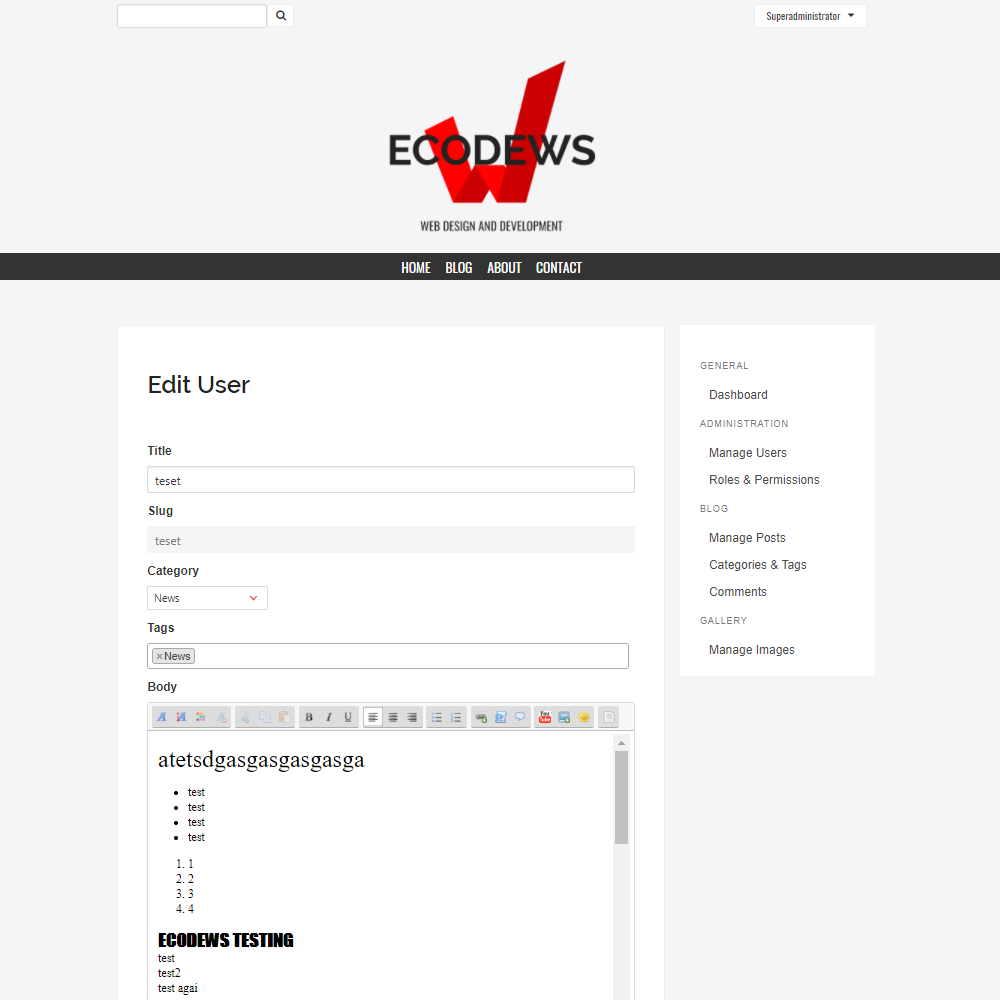 Superadministrator
ECODEWS
WEB DESIGN AND DEVELOPMENT
HOME BLOG ABOUT CONTACT
Edit User
Title
teset
Slug
teset
Category
News
Tags
×News
Body
A A A
B I U
You Tube
atetsdgasgasgasgasga
test
test
test
test
1. 1
2. 2
3. 3
4. 4
ECODEWS TESTING
test
test2
test agai
GENERAL
Dashboard
ADMINISTRATION
Manage Users
Roles & Permissions
BLOG
Manage Posts
Categories & Tags
Comments
GALLERY
Manage Images